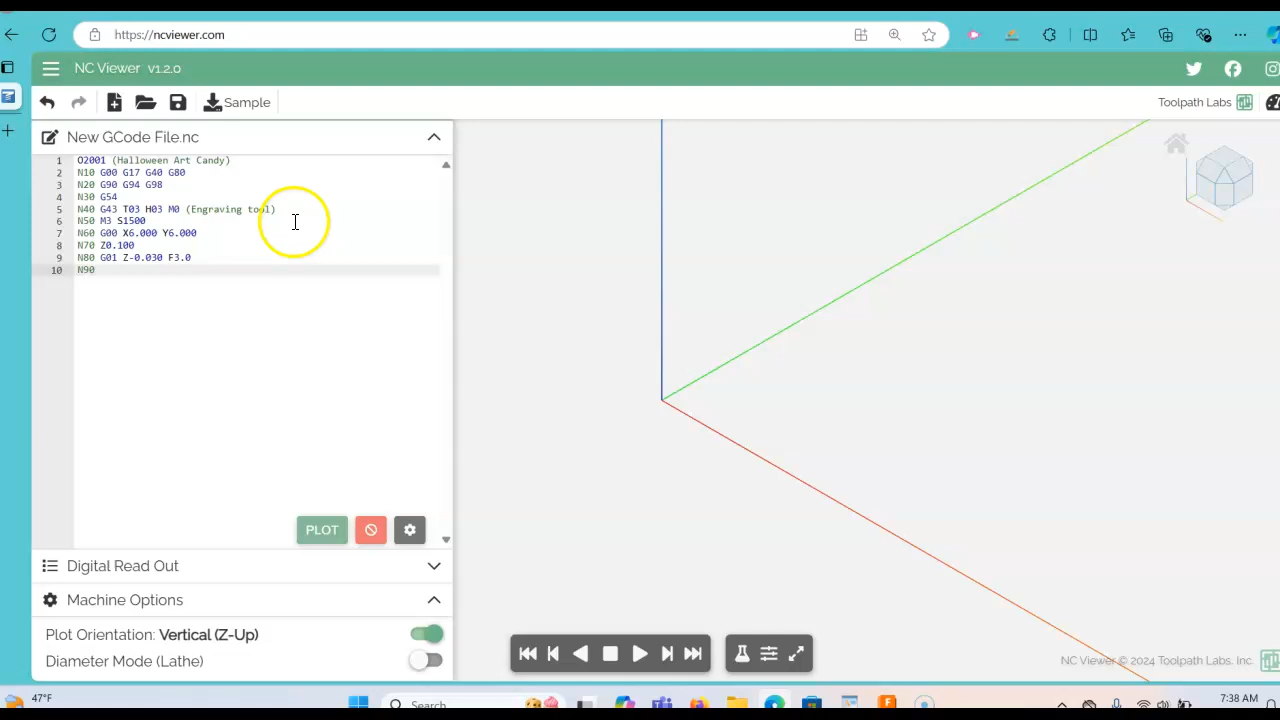 https://ncviewer.com
NC Viewer v1.2.0
Sample
Toolpath Labs
New GCode File.nc
1 O2001 (Halloween Art Candy)
2 N10 G00 G17 G40 G80
3 N20 G90 G94 G98
4 N30 G54
5 N40 G43 T03 H03 M0 (Engraving tool)
6 N50 M3 S1500
7 N60 G00 X6.000 Y6.000
8 N70 Z0.100
9 N80 G01 Z-0.030 F3.0
10 N90
PLOT
Digital Read Out
Machine Options
Plot Orientation: Vertical (Z-Up)
Diameter Mode (Lathe)
NC Viewer © 2024 Toolpath Labs, Inc.
47°F
Search
7:38 AM